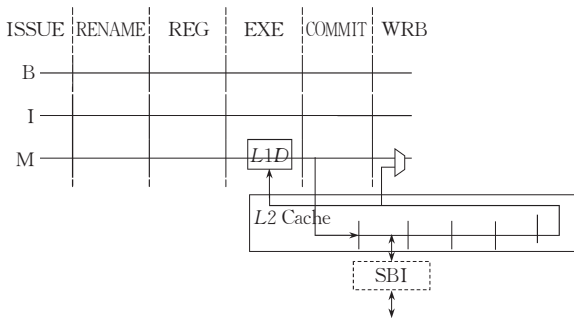 ISSUE RENAME REG EXE COMMIT WRB
B
I
M
L1D
L2 Cache
SBI